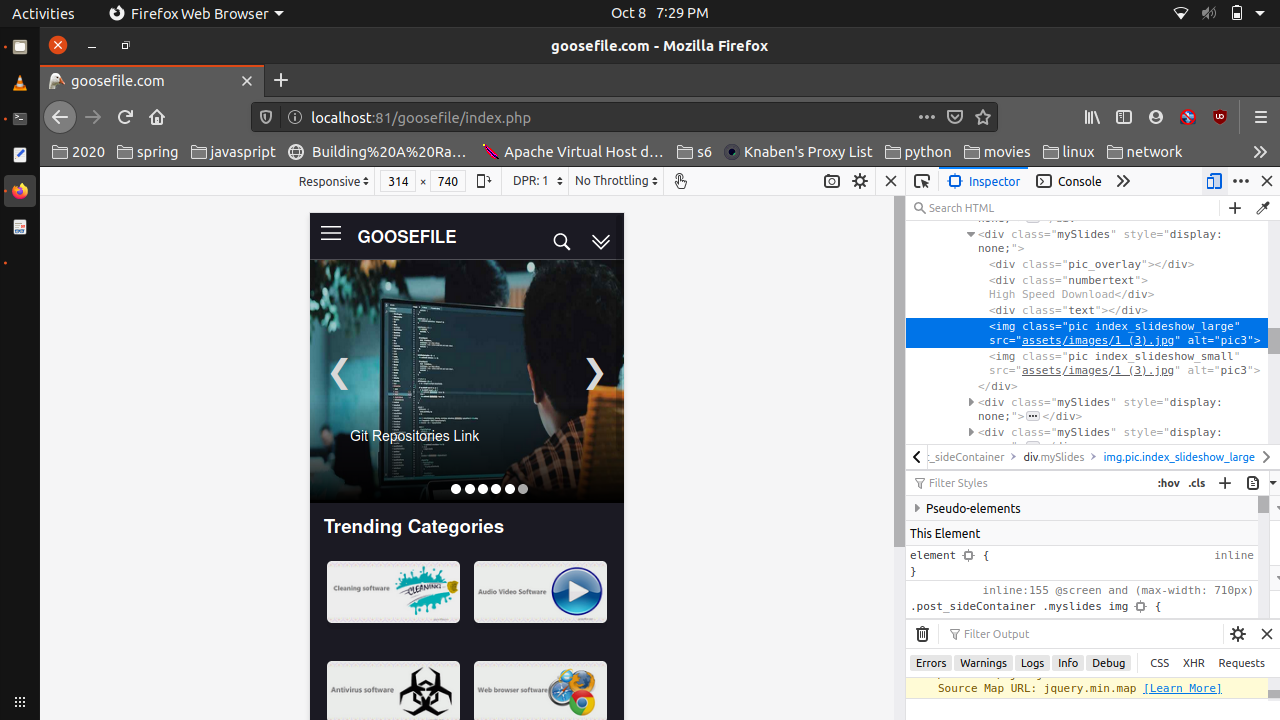 Activities Firefox Web Browser Oct 8 7:29 PM
goosefile.com - Mozilla Firefox
goosefile.com
localhost:81/goosefile/index.php
2020 spring javasript Building%20A%20Ra… Apache Virtual Host d… s6 Knaben's Proxy List python movies linux network
Responsive 314 × 740 DPR: 1 No Throttling
Inspector Console
Search HTML
GOOSEFILE
Git Repositories Link
Trending Categories
Cleaning software
CLEANING
Audio Video Software
Antivirus software
Web browser software
<div class="mySlides" style="display:
none;">
<div class="pic_overlay"></div>
<div class="numbertext">
High Speed Download</div>
<div class="text"></div>
<img class="pic index_slideshow_large"
src="assets/images/1_(3).jpg" alt="pic3">
<img class="pic index_slideshow_small"
src="assets/images/1_(3).jpg" alt="pic3">
</div>
<div class="mySlides" style="display:
none;"></div>
<div class="mySlides" style="display:
t_sideContainer div.mySlides img.pic.index_slideshow_large
Filter Styles :hov .cls
Pseudo-elements
This Element
element { inline
}
inline:155 @screen and (max-width: 710px)
.post_sideContainer .myslides img {
Filter Output
Errors Warnings Logs Info Debug CSS XHR Requests
Source Map URL: jquery.min.map [Learn More]